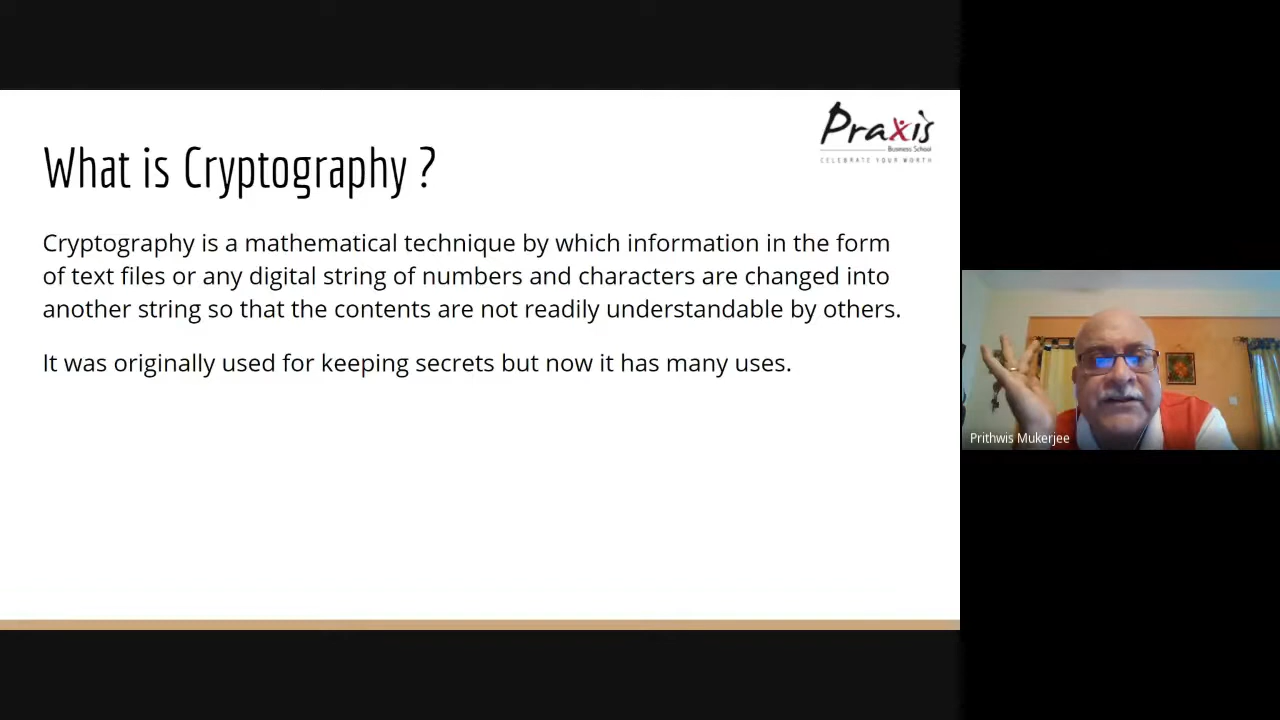 Praxis
Business School
CELEBRATE YOUR WORTH
What is Cryptography ?
Cryptography is a mathematical technique by which information in the form
of text files or any digital string of numbers and characters are changed into
another string so that the contents are not readily understandable by others.
It was originally used for keeping secrets but now it has many uses.
Prithwis Mukerjee